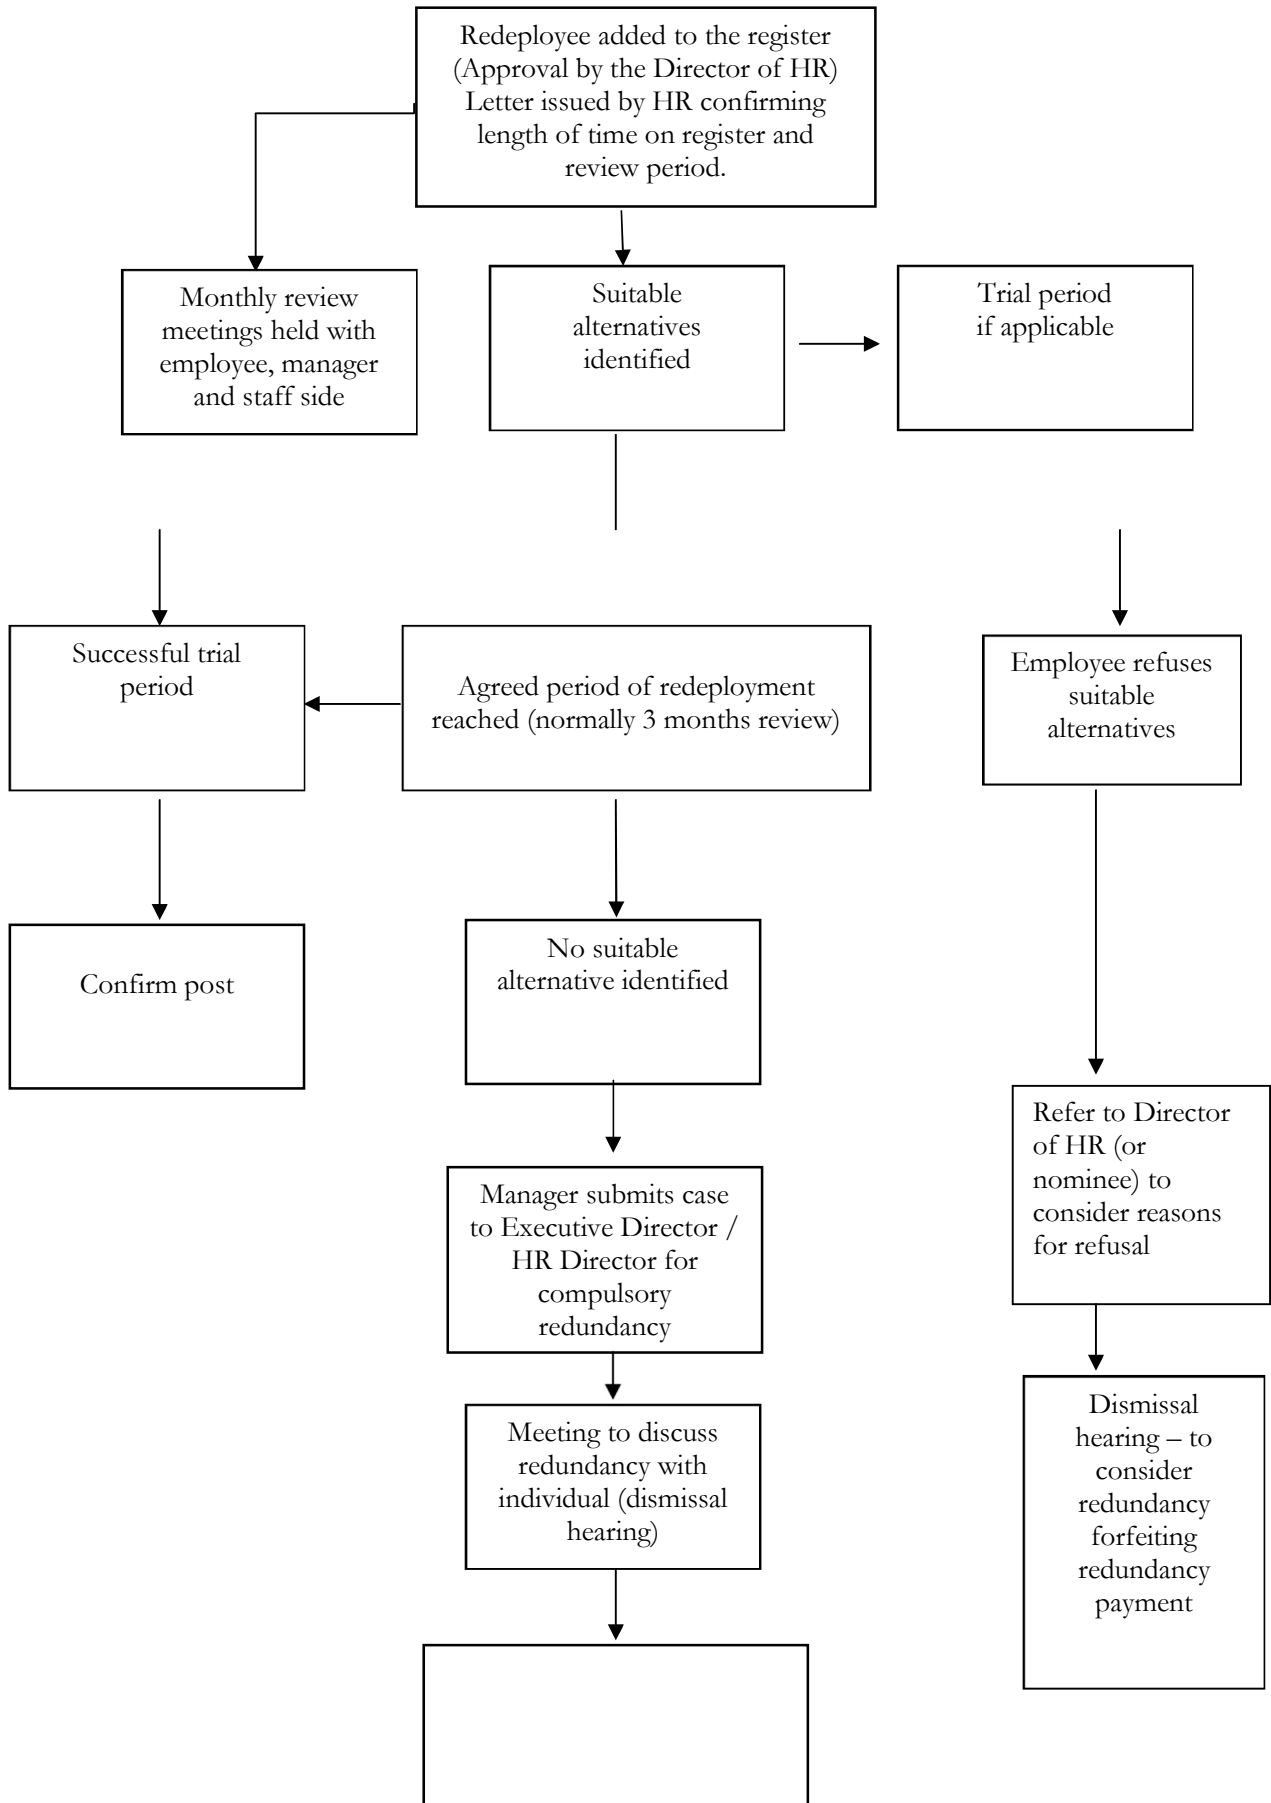 Redeployee added to the register
(Approval by the Director of HR)
Letter issued by HR confirming
length of time on register and
review period.
Monthly review
meetings held with
employee, manager
and staff side
Suitable
alternatives
identified
Trial period
if applicable
Successful trial
period
Agreed period of redeployment
reached (normally 3 months review)
Employee refuses
suitable
alternatives
Confirm post
No suitable
alternative identified
Refer to Director
of HR (or
nominee) to
consider reasons
for refusal
Manager submits case
to Executive Director /
HR Director for
compulsory
redundancy
Meeting to discuss
redundancy with
individual (dismissal
hearing)
Dismissal
hearing – to
consider
redundancy
forfeiting
redundancy
payment